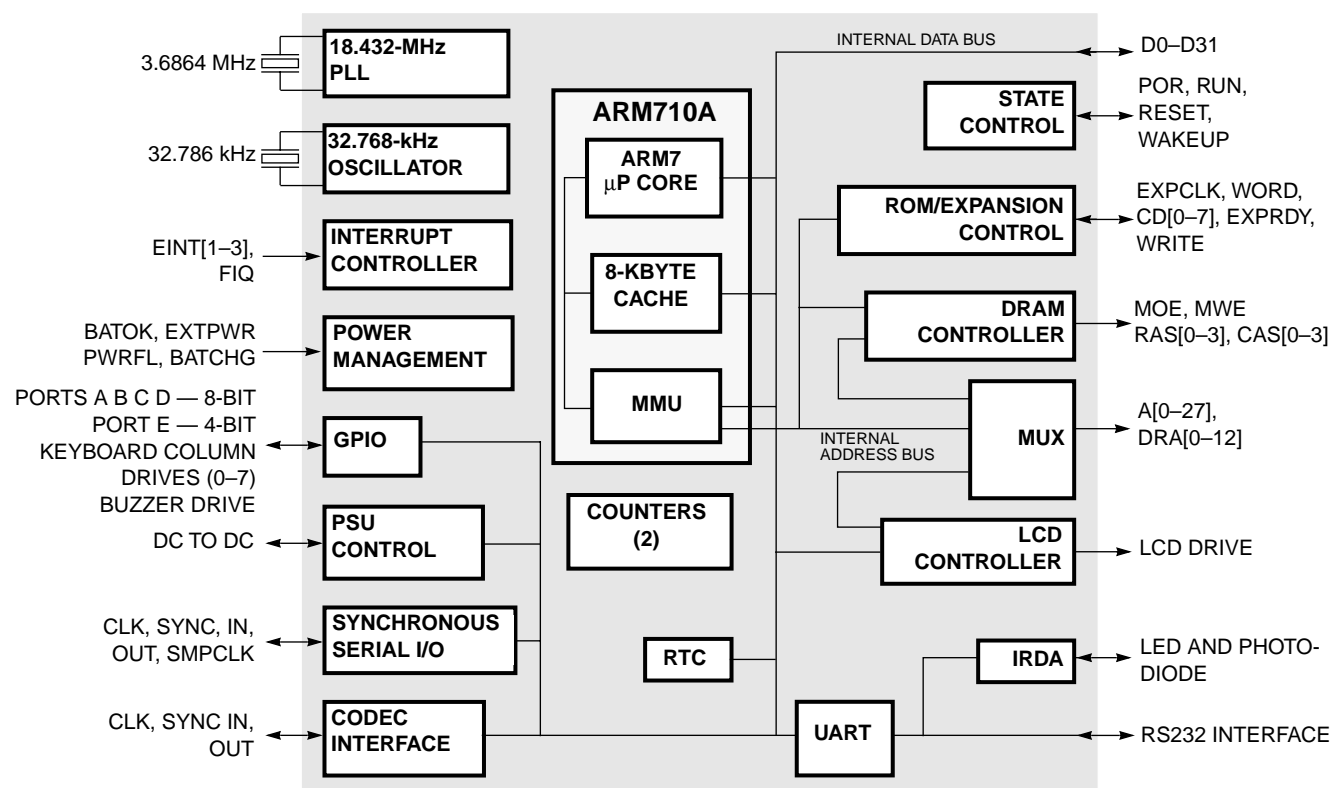 3.6864 MHz
18.432-MHz
PLL
32.786 kHz
32.768-kHz
OSCILLATOR
EINT[1–3],
FIQ
INTERRUPT
CONTROLLER
BATOK, EXTPWR
PWRFL, BATCHG
POWER
MANAGEMENT
PORTS A B C D — 8-BIT
PORT E — 4-BIT
KEYBOARD COLUMN
DRIVES (0–7)
BUZZER DRIVE
GPIO
DC TO DC
PSU
CONTROL
CLK, SYNC, IN,
OUT, SMPCLK
SYNCHRONOUS
SERIAL I/O
CLK, SYNC IN,
OUT
CODEC
INTERFACE
ARM710A
ARM7
µP CORE
8-KBYTE
CACHE
MMU
COUNTERS
(2)
RTC
UART
INTERNAL DATA BUS
D0–D31
STATE
CONTROL
POR, RUN,
RESET,
WAKEUP
ROM/EXPANSION
CONTROL
EXPCLK, WORD,
CD[0–7], EXPRDY,
WRITE
DRAM
CONTROLLER
MOE, MWE
RAS[0–3], CAS[0–3]
INTERNAL
ADDRESS BUS
MUX
A[0–27],
DRA[0–12]
LCD
CONTROLLER
LCD DRIVE
IRDA
LED AND PHOTO-
DIODE
RS232 INTERFACE